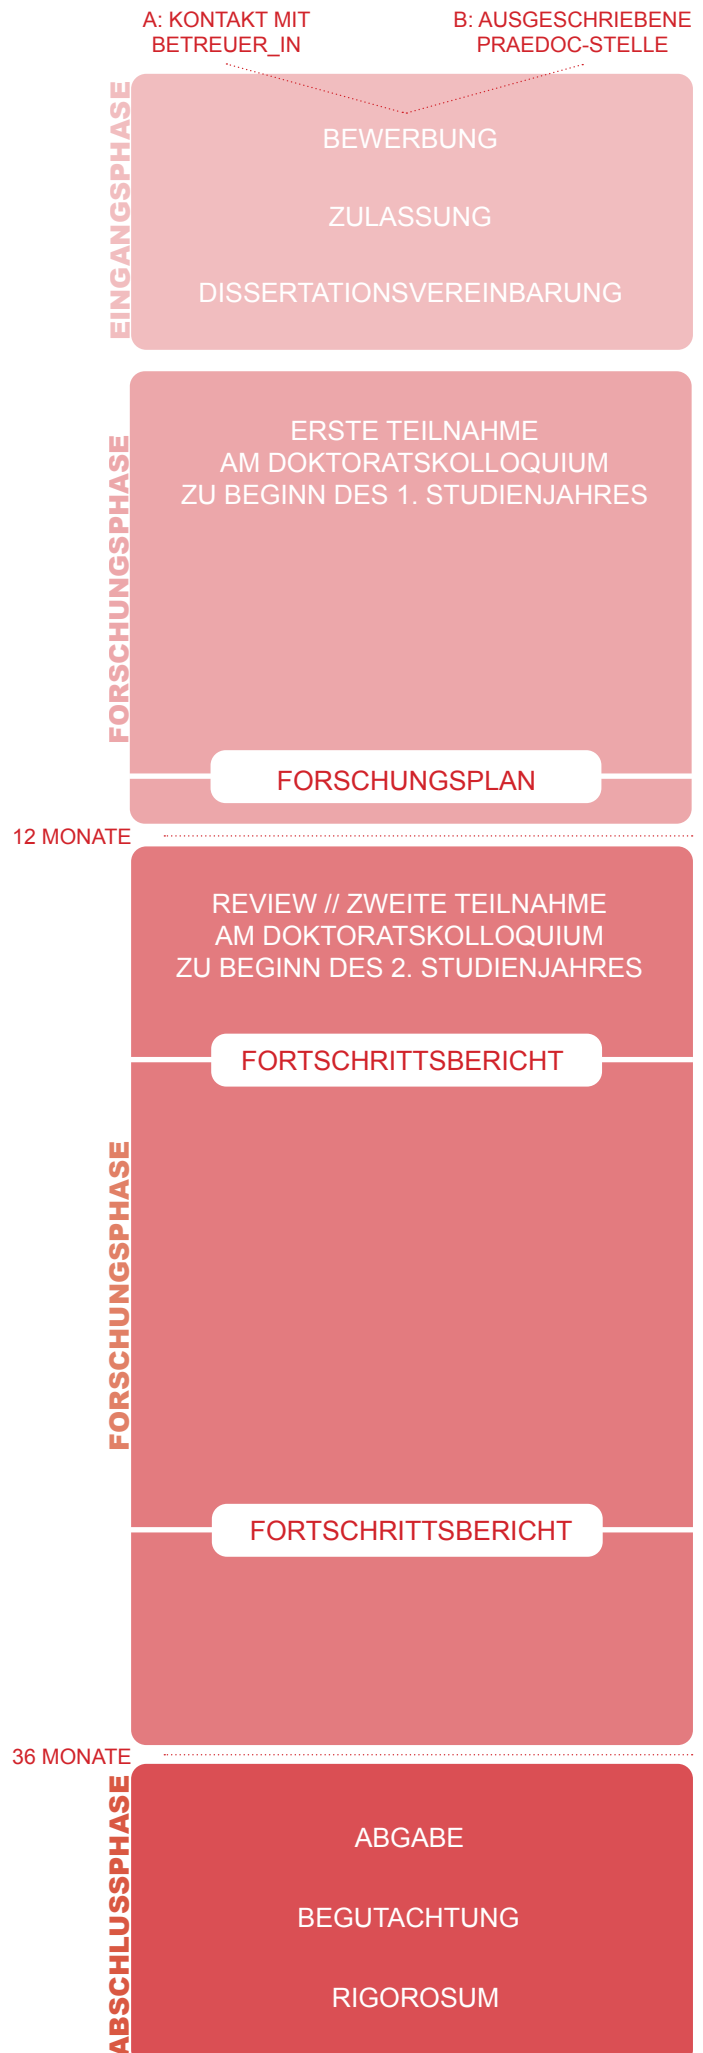 A: KONTAKT MIT
BETREUER_IN
B: AUSGESCHRIEBENE
PRAEDOC-STELLE
EINGANGSPHASE
BEWERBUNG
ZULASSUNG
DISSERTATIONSVEREINBARUNG
FORSCHUNGSPHASE
ERSTE TEILNAHME
AM DOKTORATSKOLLOQUIUM
ZU BEGINN DES 1. STUDIENJAHRES
FORSCHUNGSPLAN
12 MONATE
REVIEW // ZWEITE TEILNAHME
AM DOKTORATSKOLLOQUIUM
ZU BEGINN DES 2. STUDIENJAHRES
FORTSCHRITTSBERICHT
FORSCHUNGSPHASE
FORTSCHRITTSBERICHT
36 MONATE
ABSCHLUSSPHASE
ABGABE
BEGUTACHTUNG
RIGOROSUM